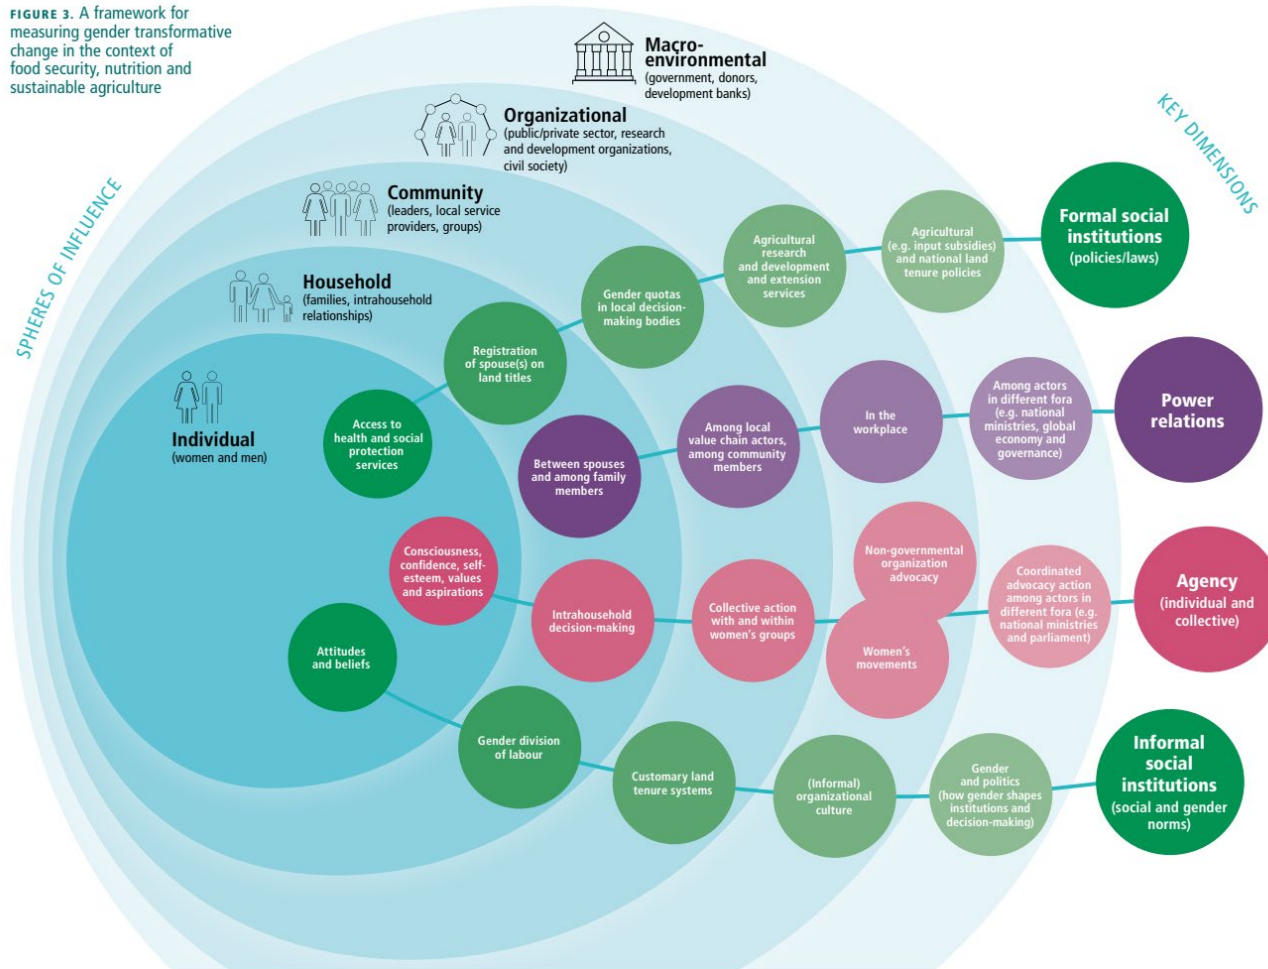 FIGURE 3. A framework for
measuring gender transformative
change in the context of
food security, nutrition and
sustainable agriculture
SPHERES OF INFLUENCE
KEY DIMENSIONS
Macro-
environmental
(government, donors,
development banks)
Organizational
(public/private sector, research
and development organizations,
civil society)
Community
(leaders, local service
providers, groups)
Household
(families, intrahousehold
relationships)
Individual
(women and men)
Access to
health and social
protection
services
Registration
of spouse(s) on
land titles
Gender quotas
in local decision-
making bodies
Agricultural
research
and development
and extension
services
Agricultural
(e.g. input subsidies)
and national land
tenure policies
Formal social
institutions
(policies/laws)
Between spouses
and among family
members
Among local
value chain actors,
among community
members
In the
workplace
Among actors
in different fora
(e.g. national
ministries, global
economy and
governance)
Power
relations
Consciousness,
confidence, self-
esteem, values
and aspirations
Intrahousehold
decision-making
Collective action
with and within
women's groups
Non-governmental
organization
advocacy
Women's
movements
Coordinated
advocacy action
among actors in
different fora (e.g.
national ministries
and parliament)
Agency
(individual and
collective)
Attitudes
and beliefs
Gender division
of labour
Customary land
tenure systems
(Informal)
organizational
culture
Gender
and politics
(how gender shapes
institutions and
decision-making)
Informal
social
institutions
(social and gender
norms)